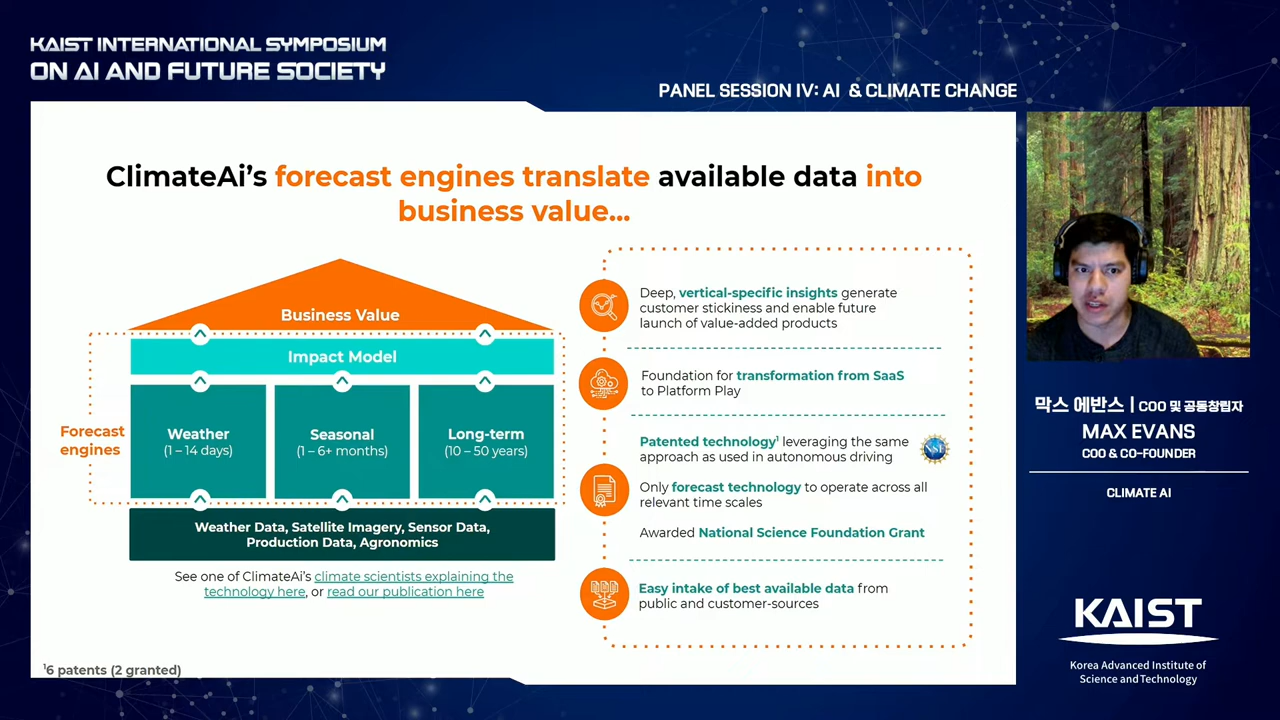 KAIST INTERNATIONAL SYMPOSIUM
ON AI AND FUTURE SOCIETY
PANEL SESSION IV: AI & CLIMATE CHANGE
ClimateAi's forecast engines translate available data into
business value...
Business Value
Impact Model
Forecast
engines
Weather
(1 – 14 days)
Seasonal
(1 – 6+ months)
Long-term
(10 – 50 years)
Weather Data, Satellite Imagery, Sensor Data,
Production Data, Agronomics
See one of ClimateAi's climate scientists explaining the
technology here, or read our publication here
¹6 patents (2 granted)
Deep, vertical-specific insights generate
customer stickiness and enable future
launch of value-added products
Foundation for transformation from SaaS
to Platform Play
Patented technology¹ leveraging the same
approach as used in autonomous driving
NSF
Only forecast technology to operate across all
relevant time scales
Awarded National Science Foundation Grant
Easy intake of best available data from
public and customer-sources
막스 에반스 | COO 및 공동창립자
MAX EVANS
COO & CO-FOUNDER
CLIMATE AI
KAIST
Korea Advanced Institute of
Science and Technology